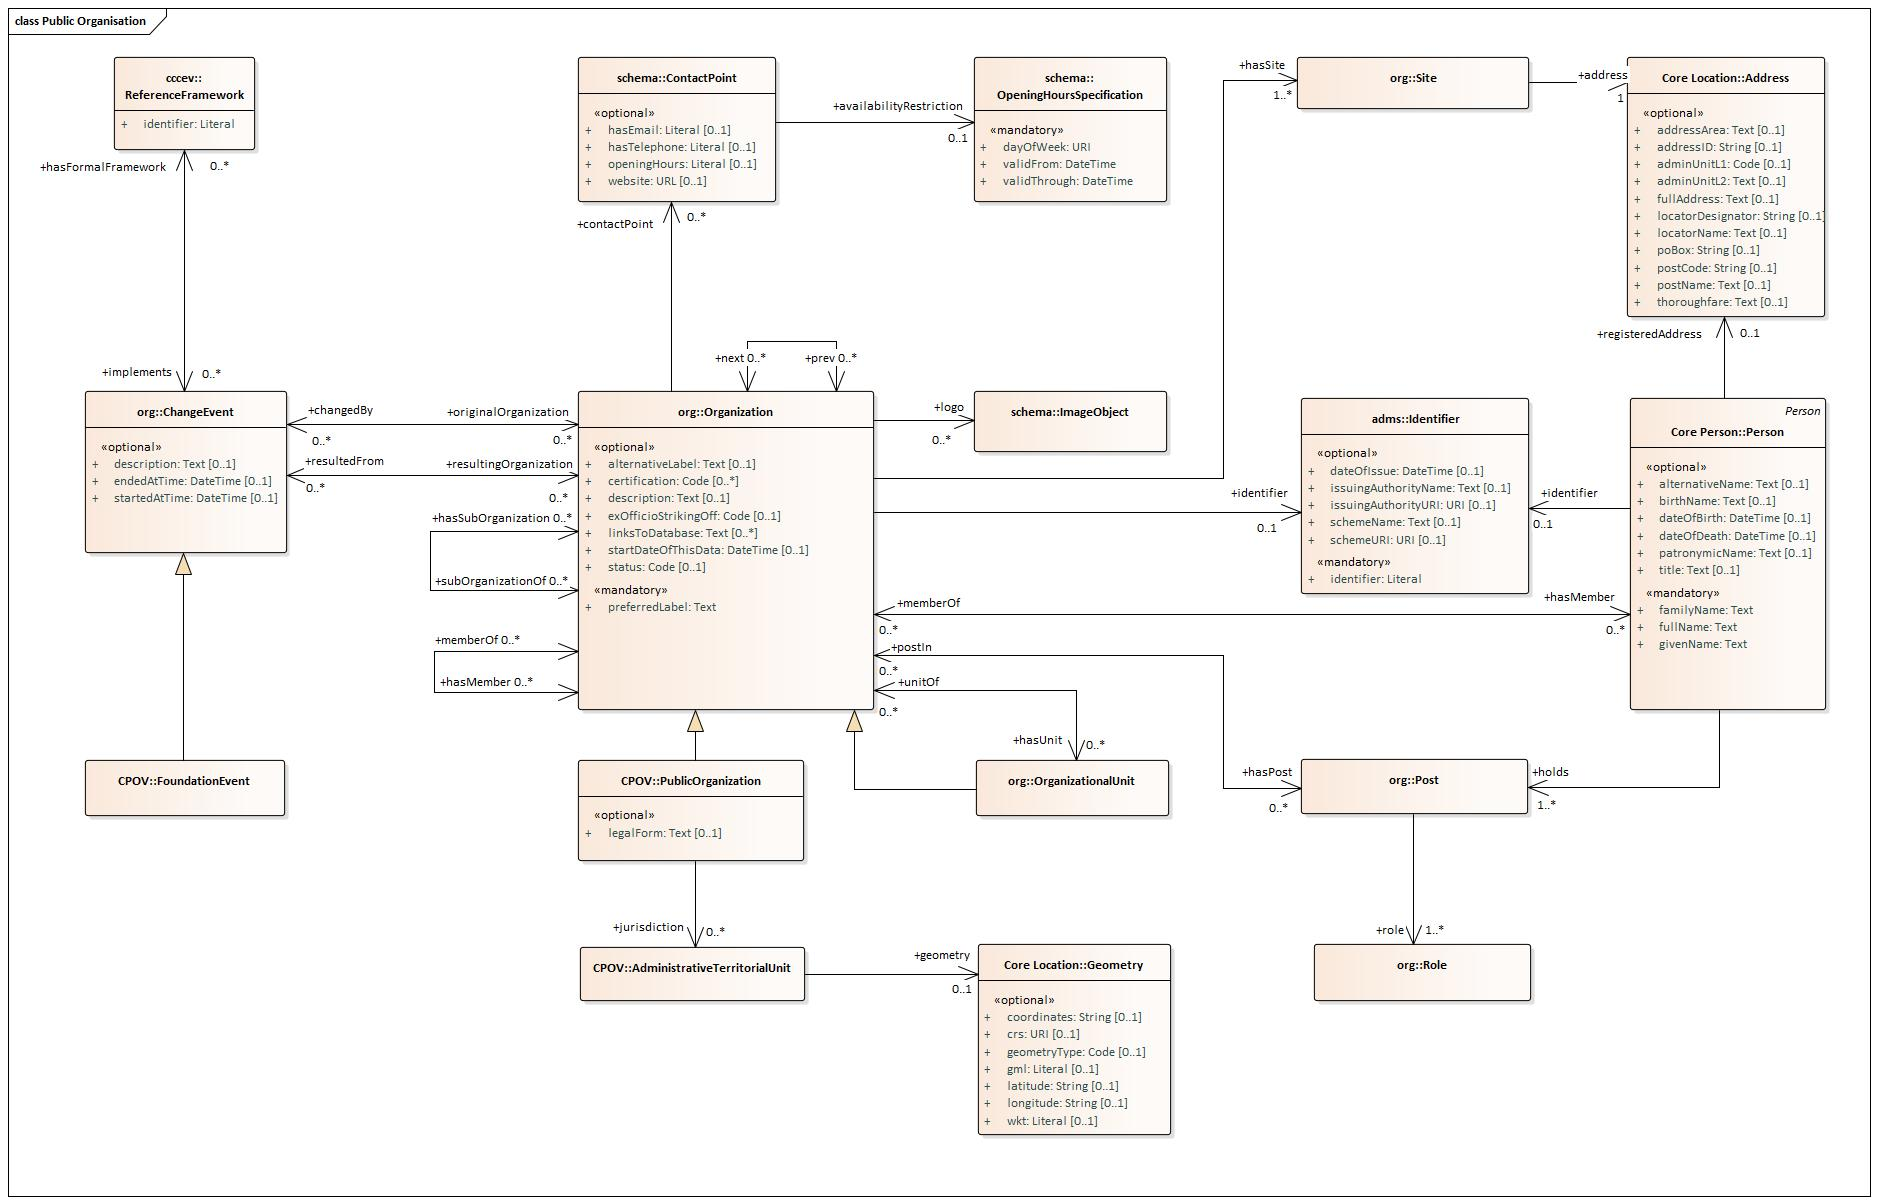 class Public Organisation
cccev::
ReferenceFramework
+ identifier: Literal
+hasFormalFramework 0..*
+implements 0..*
schema::ContactPoint
«optional»
+ hasEmail: Literal [0..1]
+ hasTelephone: Literal [0..1]
+ openingHours: Literal [0..1]
+ website: URL [0..1]
+availabilityRestriction
0..1
+contactPoint 0..*
schema::
OpeningHoursSpecification
«mandatory»
+ dayOfWeek: URI
+ validFrom: DateTime
+ validThrough: DateTime
+hasSite
1..*
org::Site
+address
1
Core Location::Address
«optional»
+ addressArea: Text [0..1]
+ addressID: String [0..1]
+ adminUnitL1: Code [0..1]
+ adminUnitL2: Text [0..1]
+ fullAddress: Text [0..1]
+ locatorDesignator: String [0..1]
+ locatorName: Text [0..1]
+ poBox: String [0..1]
+ postCode: String [0..1]
+ postName: Text [0..1]
+ thoroughfare: Text [0..1]
+registeredAddress 0..1
+next 0..* +prev 0..*
org::ChangeEvent
«optional»
+ description: Text [0..1]
+ endedAtTime: DateTime [0..1]
+ startedAtTime: DateTime [0..1]
+changedBy +originalOrganization
0..* 0..*
+resultedFrom +resultingOrganization
0..* 0..*
+hasSubOrganization 0..*
+subOrganizationOf 0..*
+memberOf 0..*
+hasMember 0..*
org::Organization
«optional»
+ alternativeLabel: Text [0..1]
+ certification: Code [0..*]
+ description: Text [0..1]
+ exOfficioStrikingOff: Code [0..1]
+ linksToDatabase: Text [0..*]
+ startDateOfThisData: DateTime [0..1]
+ status: Code [0..1]
«mandatory»
+ preferredLabel: Text
+logo
0..*
schema::ImageObject
+identifier
0..1
adms::Identifier
«optional»
+ dateOfIssue: DateTime [0..1]
+ issuingAuthorityName: Text [0..1]
+ issuingAuthorityURI: URI [0..1]
+ schemeName: Text [0..1]
+ schemeURI: URI [0..1]
«mandatory»
+ identifier: Literal
+identifier
0..1
Person
Core Person::Person
«optional»
+ alternativeName: Text [0..1]
+ birthName: Text [0..1]
+ dateOfBirth: DateTime [0..1]
+ dateOfDeath: DateTime [0..1]
+ patronymicName: Text [0..1]
+ title: Text [0..1]
«mandatory»
+ familyName: Text
+ fullName: Text
+ givenName: Text
+memberOf +hasMember
0..* 0..*
+postIn
0..*
+unitOf
0..*
+hasUnit 0..*
+hasPost
0..*
+holds
1..*
CPOV::FoundationEvent
CPOV::PublicOrganization
«optional»
+ legalForm: Text [0..1]
org::OrganizationalUnit
org::Post
+jurisdiction 0..*
+role 1..*
CPOV::AdministrativeTerritorialUnit
+geometry
0..1
Core Location::Geometry
«optional»
+ coordinates: String [0..1]
+ crs: URI [0..1]
+ geometryType: Code [0..1]
+ gml: Literal [0..1]
+ latitude: String [0..1]
+ longitude: String [0..1]
+ wkt: Literal [0..1]
org::Role